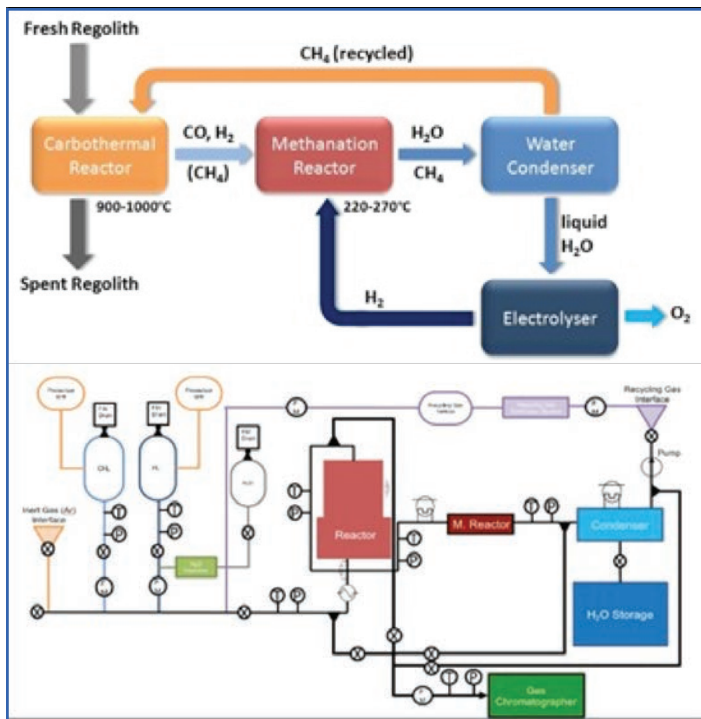 Fresh Regolith
CH₄ (recycled)
Carbothermal
Reactor
CO, H₂
(CH₄)
Methanation
Reactor
H₂O
CH₄
Water
Condenser
900-1000°C
220-270°C
liquid
H₂O
Spent Regolith
H₂
Electrolyser
O₂
Recycling Gas
Interface
Pump
Inert Gas (Ar)
Interface
T
P
T
P
T
P
Reactor
T
P
M. Reactor
T
P
Condenser
H₂O Storage
T
P
T
P
Gas
Chromatographer